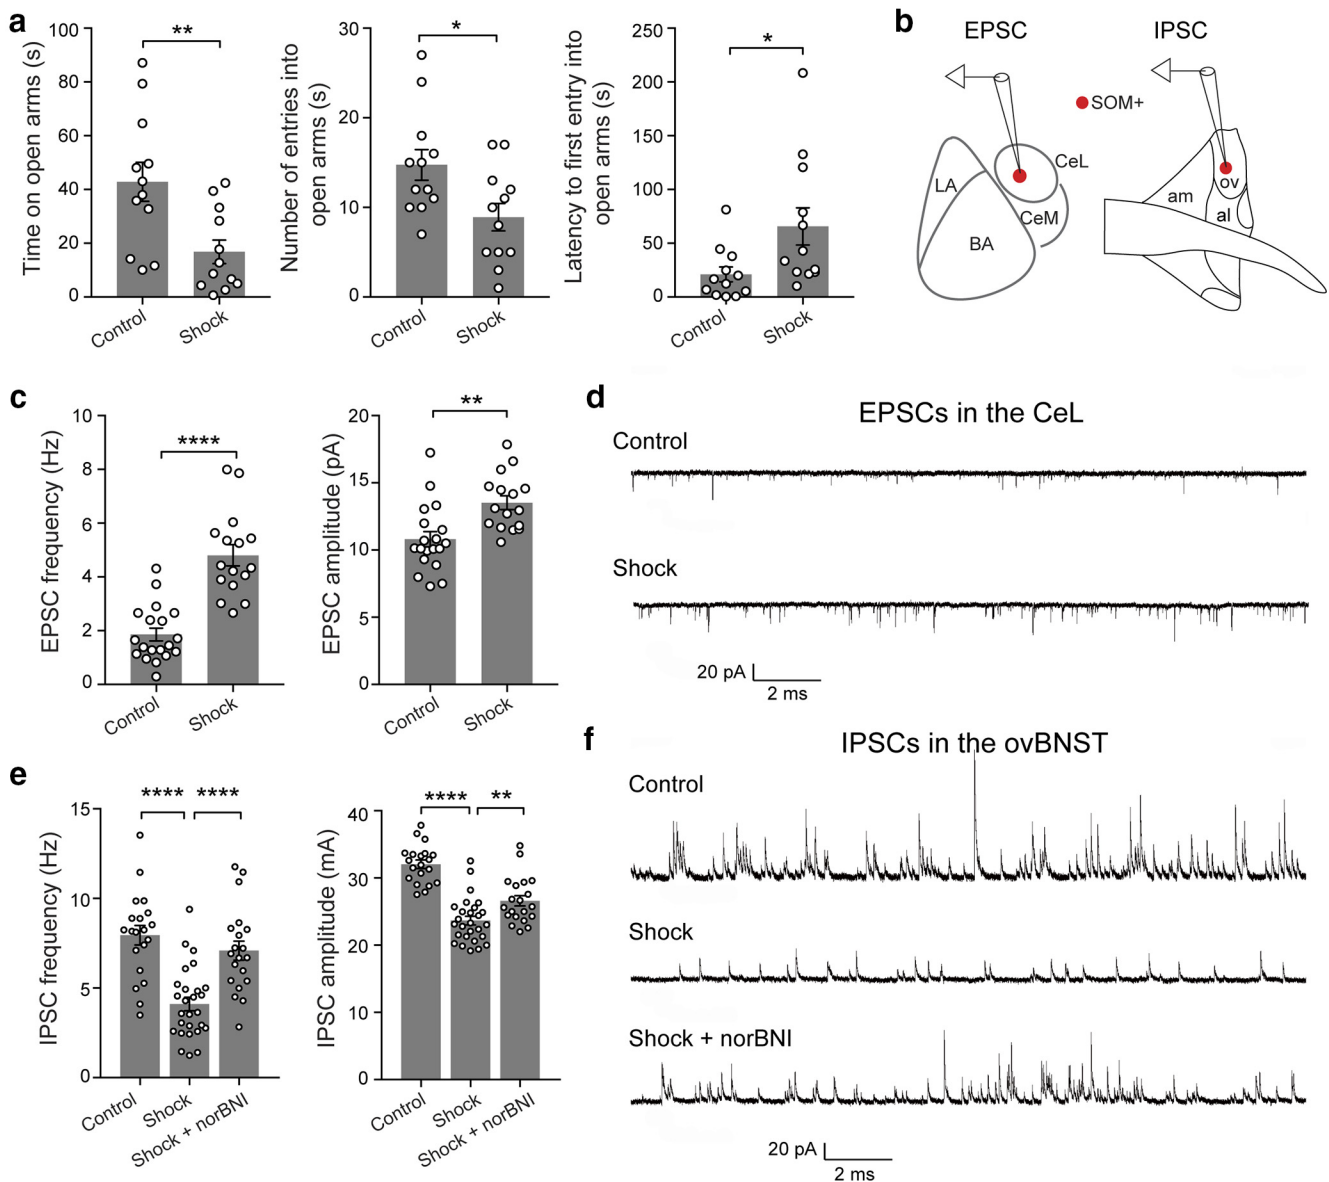 a
Time on open arms (s)
100
80
60
40
20
0
**
Control
Shock
Number of entries into
open arms (s)
30
20
10
0
*
Control
Shock
Latency to first entry into
open arms (s)
250
200
150
100
50
0
*
Control
Shock
b
EPSC
IPSC
SOM+
LA
BA
CeL
CeM
am
ov
al
c
EPSC frequency (Hz)
10
8
6
4
2
0
****
Control
Shock
EPSC amplitude (pA)
20
15
10
5
0
**
Control
Shock
d
EPSCs in the CeL
Control
Shock
20 pA
2 ms
e
IPSC frequency (Hz)
15
10
5
0
****
****
Control
Shock
Shock + norBNI
IPSC amplitude (mA)
40
30
20
10
0
****
**
Control
Shock
Shock + norBNI
f
IPSCs in the ovBNST
Control
Shock
Shock + norBNI
20 pA
2 ms